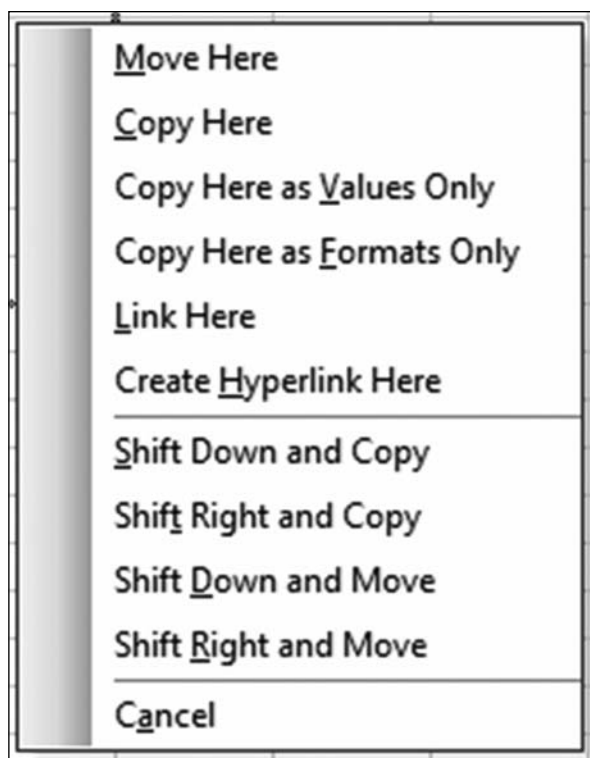 Move Here
Copy Here
Copy Here as Values Only
Copy Here as Formats Only
Link Here
Create Hyperlink Here
Shift Down and Copy
Shift Right and Copy
Shift Down and Move
Shift Right and Move
Cancel